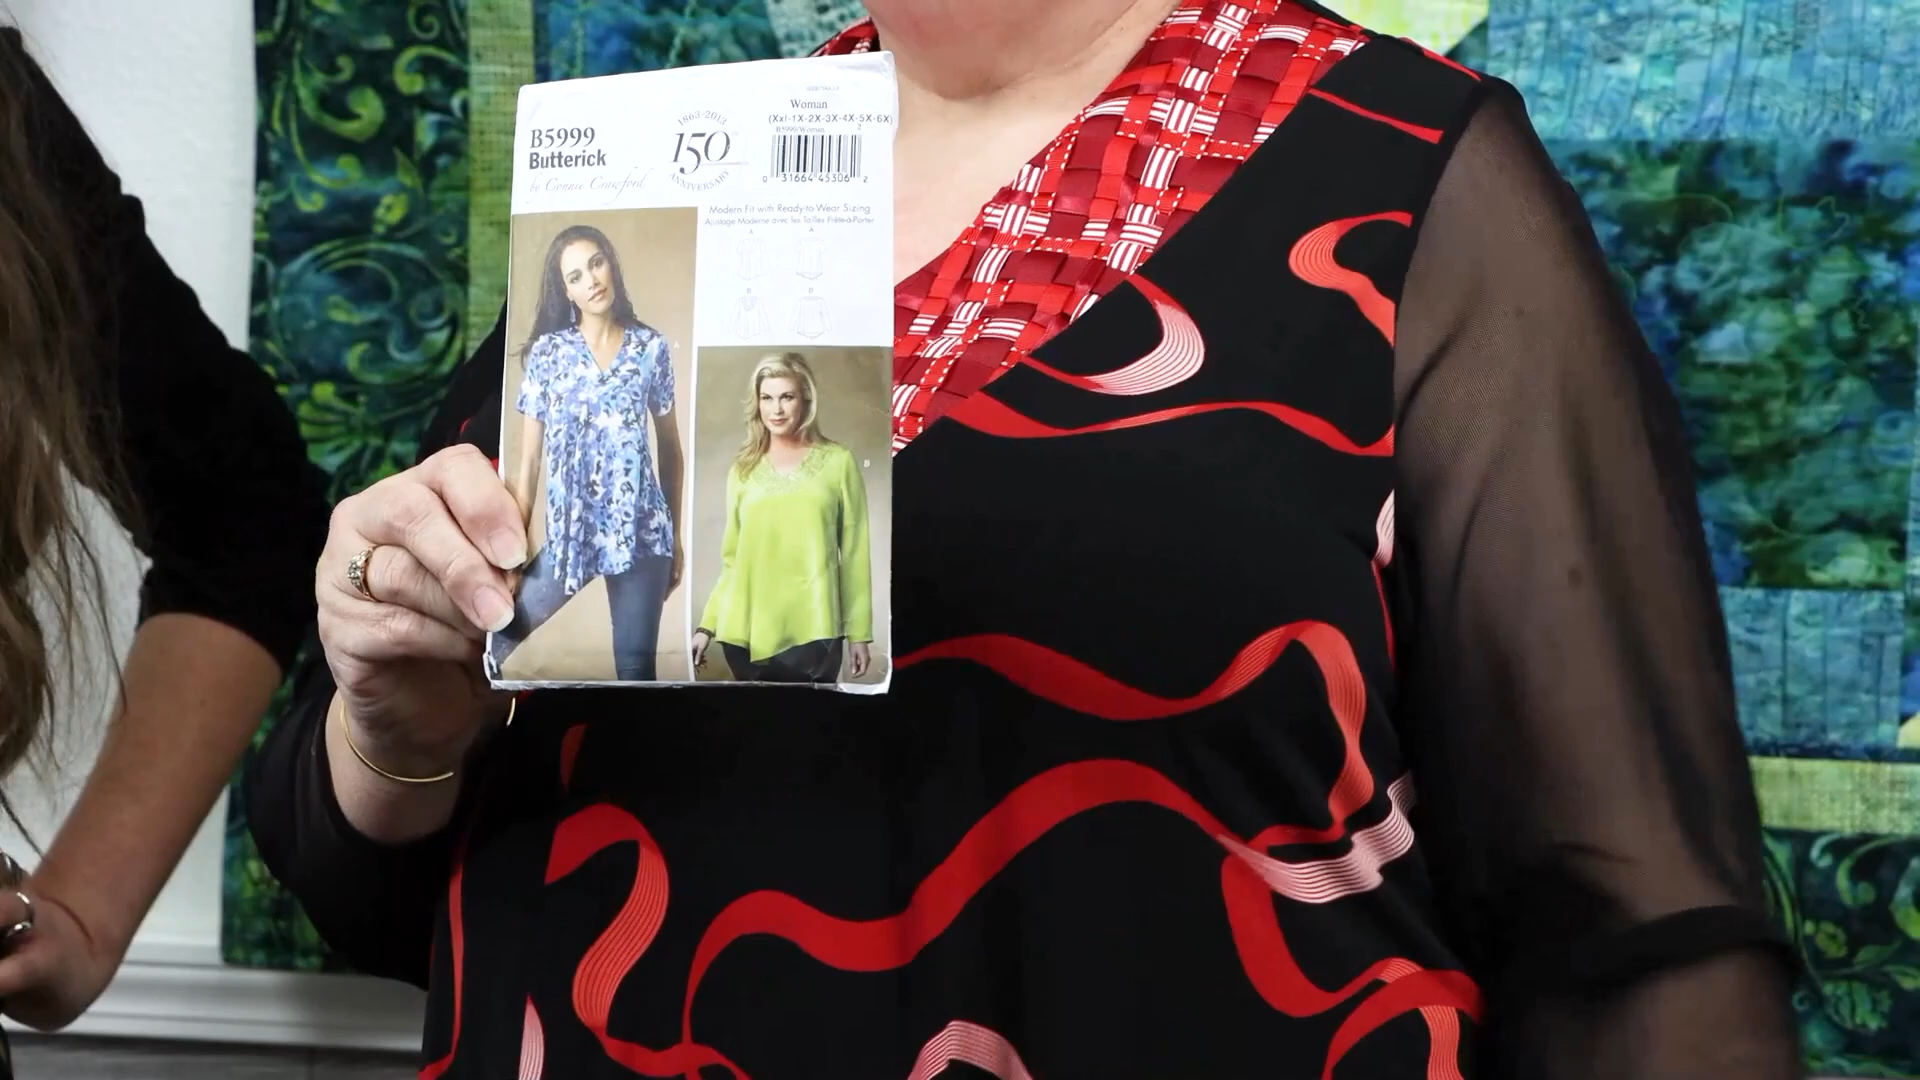 Woman
(Xxl-1X-2X-3X-4X-5X-6X)
B5999/Woman
2
B5999
Butterick
by Connie Crawford
1863-2013
150
ANNIVERSARY
0 31664 45306 2
Modern Fit with Ready-to-Wear Sizing
Ajustage Moderne avec les Tailles Prête-à-Porter
A A
B B
A
B